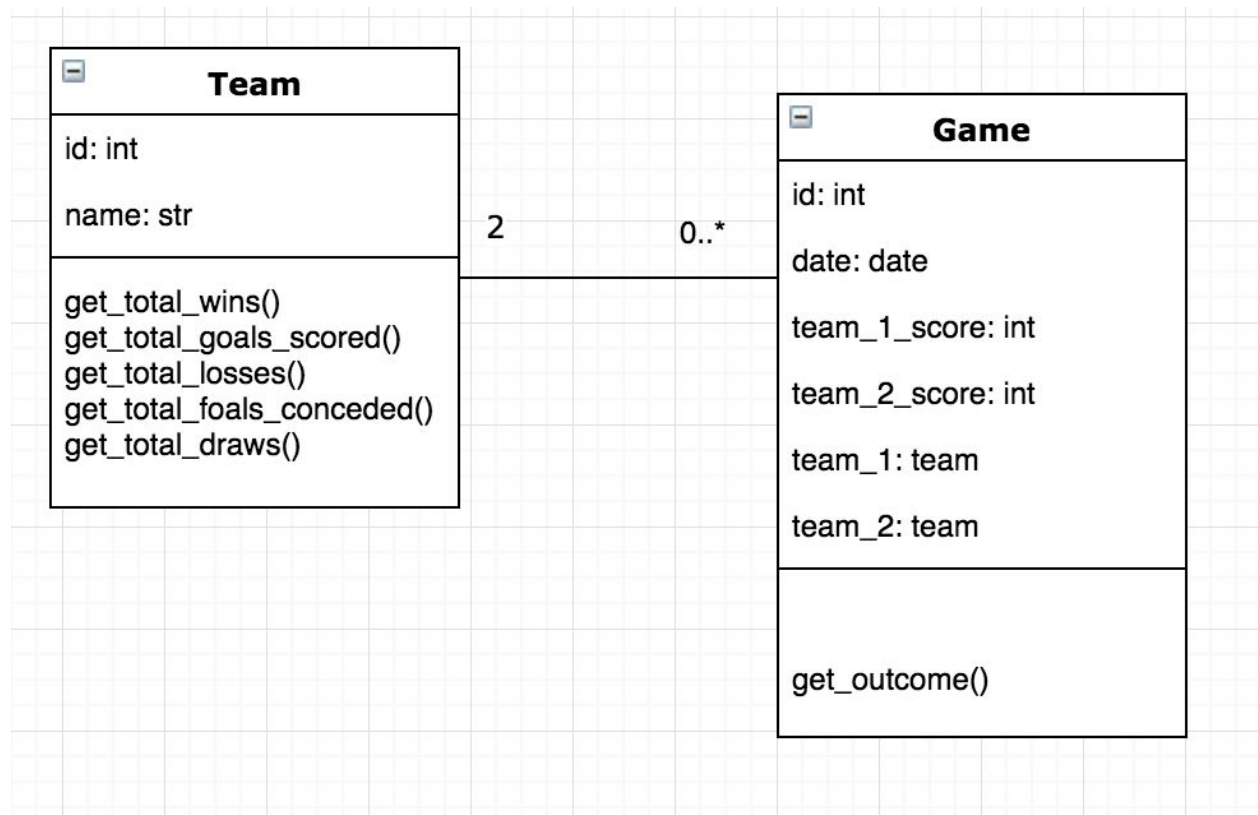 Team
id: int
name: str
get_total_wins()
get_total_goals_scored()
get_total_losses()
get_total_foals_conceded()
get_total_draws()
2
0..*
Game
id: int
date: date
team_1_score: int
team_2_score: int
team_1: team
team_2: team
get_outcome()